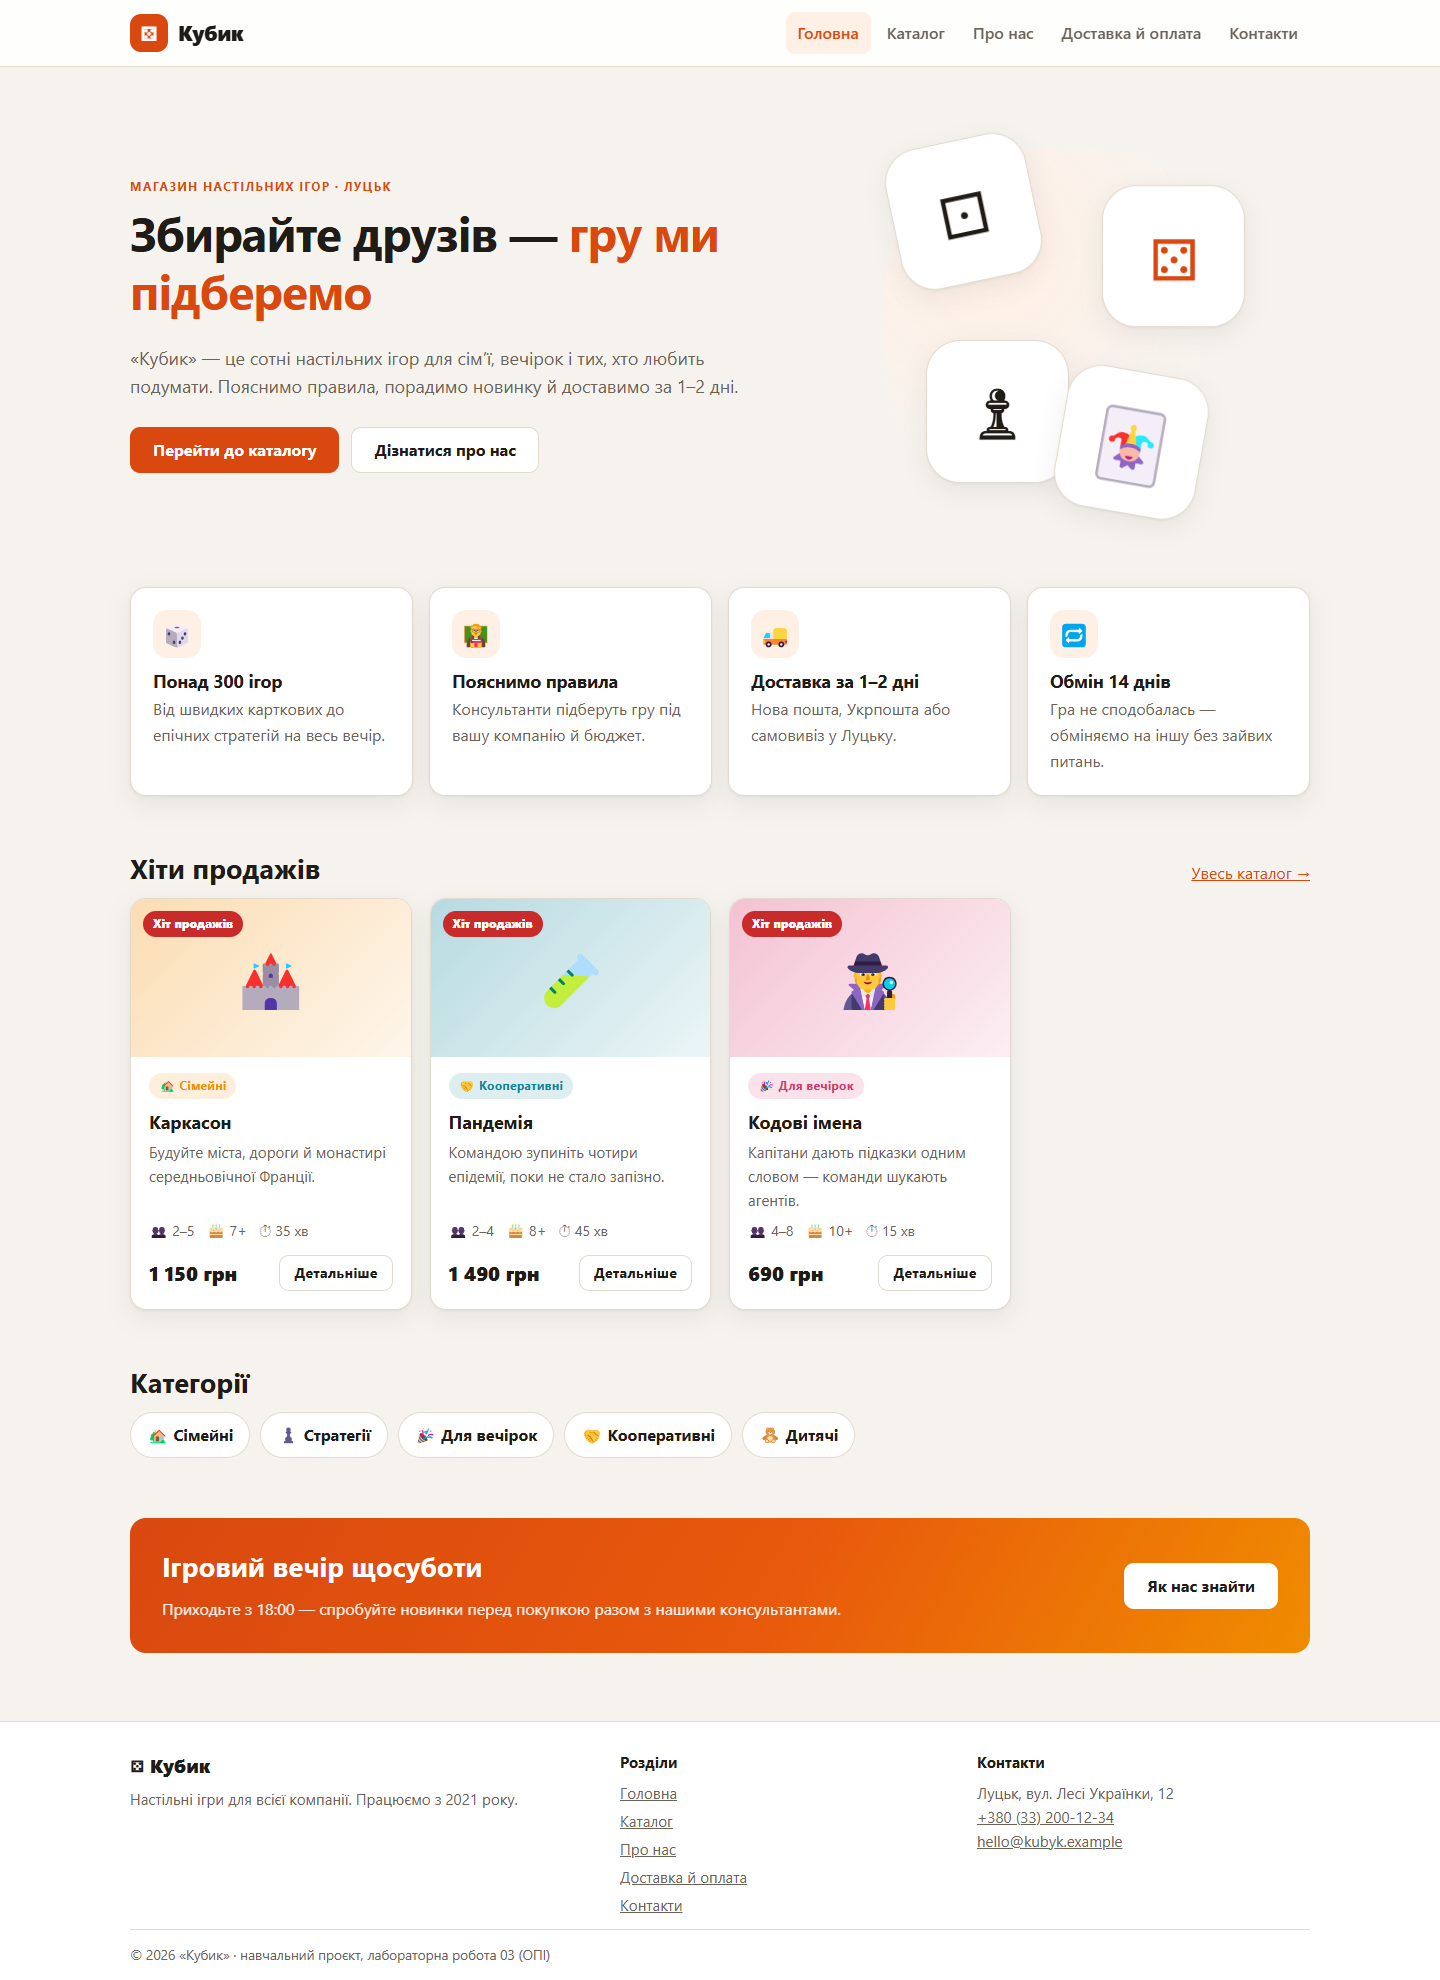 Кубик
Головна
Каталог
Про нас
Доставка й оплата
Контакти
МАГАЗИН НАСТІЛЬНИХ ІГОР · ЛУЦЬК
Збирайте друзів — гру ми
підберемо
«Кубик» — це сотні настільних ігор для сім'ї, вечірок і тих, хто любить
подумати. Пояснимо правила, порадимо новинку й доставимо за 1–2 дні.
Перейти до каталогу
Дізнатися про нас
Понад 300 ігор
Від швидких карткових до
епічних стратегій на весь вечір.
Пояснимо правила
Консультанти підберуть гру під
вашу компанію й бюджет.
Доставка за 1–2 дні
Нова пошта, Укрпошта або
самовивіз у Луцьку.
Обмін 14 днів
Гра не сподобалась —
обміняємо на іншу без зайвих
питань.
Хіти продажів
Увесь каталог →
Хіт продажів
Сімейні
Каркасон
Будуйте міста, дороги й монастирі
середньовічної Франції.
2–5 7+ 35 хв
1 150 грн
Детальніше
Хіт продажів
Кооперативні
Пандемія
Командою зупиніть чотири
епідемії, поки не стало запізно.
2–4 8+ 45 хв
1 490 грн
Детальніше
Хіт продажів
Для вечірок
Кодові імена
Капітани дають підказки одним
словом — команди шукають
агентів.
4–8 10+ 15 хв
690 грн
Детальніше
Категорії
Сімейні
Стратегії
Для вечірок
Кооперативні
Дитячі
Ігровий вечір щосуботи
Приходьте з 18:00 — спробуйте новинки перед покупкою разом з нашими консультантами.
Як нас знайти
Кубик
Настільні ігри для всієї компанії. Працюємо з 2021 року.
Розділи
Головна
Каталог
Про нас
Доставка й оплата
Контакти
Контакти
Луцьк, вул. Лесі Українки, 12
+380 (33) 200-12-34
hello@kubyk.example
© 2026 «Кубик» · навчальний проєкт, лабораторна робота 03 (ОПІ)